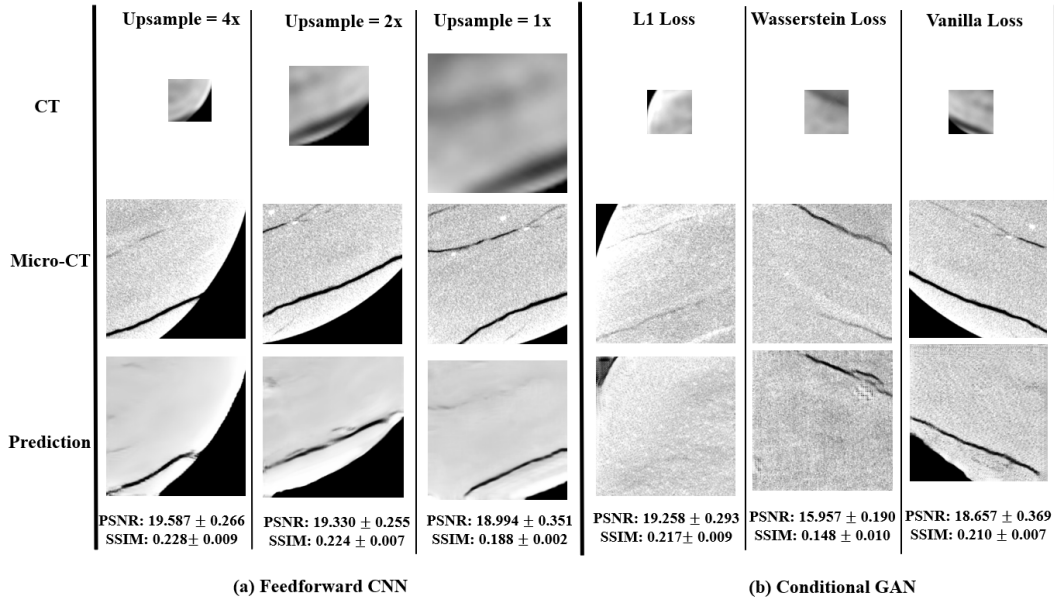 Upsample = 4x
Upsample = 2x
Upsample = 1x
L1 Loss
Wasserstein Loss
Vanilla Loss
CT
Micro-CT
Prediction
PSNR: 19.587 ± 0.266
SSIM: 0.228± 0.009
PSNR: 19.330 ± 0.255
SSIM: 0.224 ± 0.007
PSNR: 18.994 ± 0.351
SSIM: 0.188 ± 0.002
PSNR: 19.258 ± 0.293
SSIM: 0.217± 0.009
PSNR: 15.957 ± 0.190
SSIM: 0.148 ± 0.010
PSNR: 18.657 ± 0.369
SSIM: 0.210 ± 0.007
(a) Feedforward CNN
(b) Conditional GAN